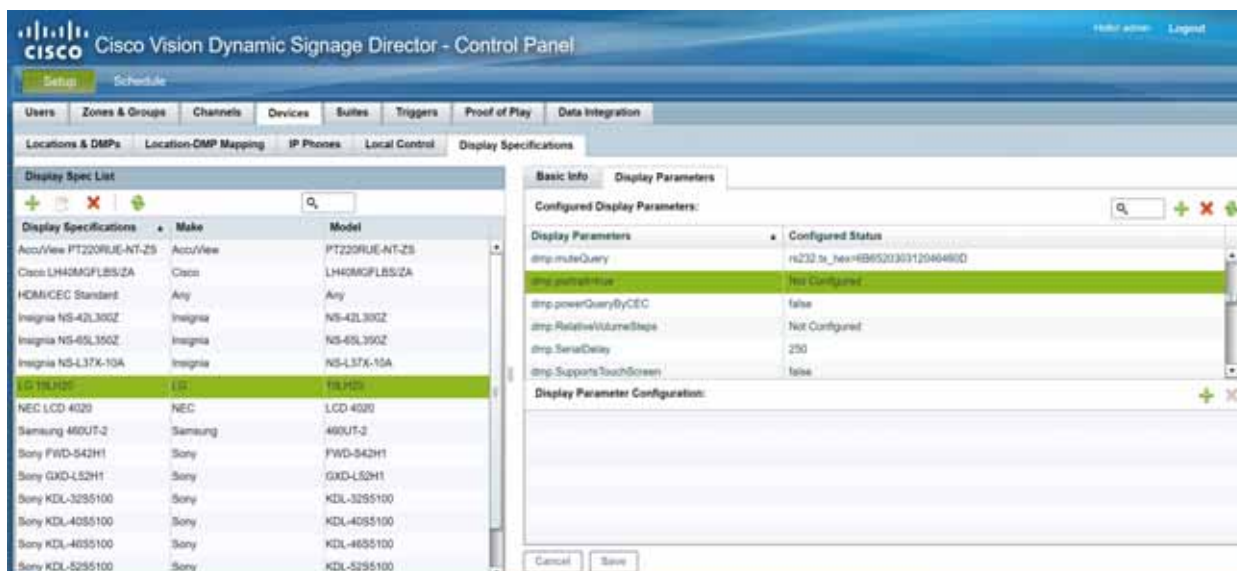 cisco Cisco Vision Dynamic Signage Director - Control Panel
Hello! admin Logout
Setup Schedule
Users Zones & Groups Channels Devices Suites Triggers Proof of Play Data Integration
Locations & DMPs Location-DMP Mapping IP Phones Local Control Display Specifications
Display Spec List
Display Specifications Make Model
AccuView PT220RUE-NT-ZS AccuView PT220RUE-NT-ZS
Cisco LH40MGFLBS/ZA Cisco LH40MGFLBS/ZA
HDMI/CEC Standard Any Any
Insignia NS-42L300Z Insignia NS-42L300Z
Insignia NS-65L350Z Insignia NS-65L350Z
Insignia NS-L37X-10A Insignia NS-L37X-10A
LG 19LH20 LG 19LH20
NEC LCD 4020 NEC LCD 4020
Samsung 460UT-2 Samsung 460UT-2
Sony FWD-S42H1 Sony FWD-S42H1
Sony GXD-L52H1 Sony GXD-L52H1
Sony KDL-32S5100 Sony KDL-32S5100
Sony KDL-40S5100 Sony KDL-40S5100
Sony KDL-46S5100 Sony KDL-46S5100
Sony KDL-52S5100 Sony KDL-52S5100
Basic Info Display Parameters
Configured Display Parameters:
Display Parameters Configured Status
dmp.muteQuery
Not Configured
dmp.powerQueryByCEC false
dmp.RelativeVolumeSteps Not Configured
dmp.SerialDelay 250
dmp.SupportsTouchScreen false
Display Parameter Configuration:
Cancel Save